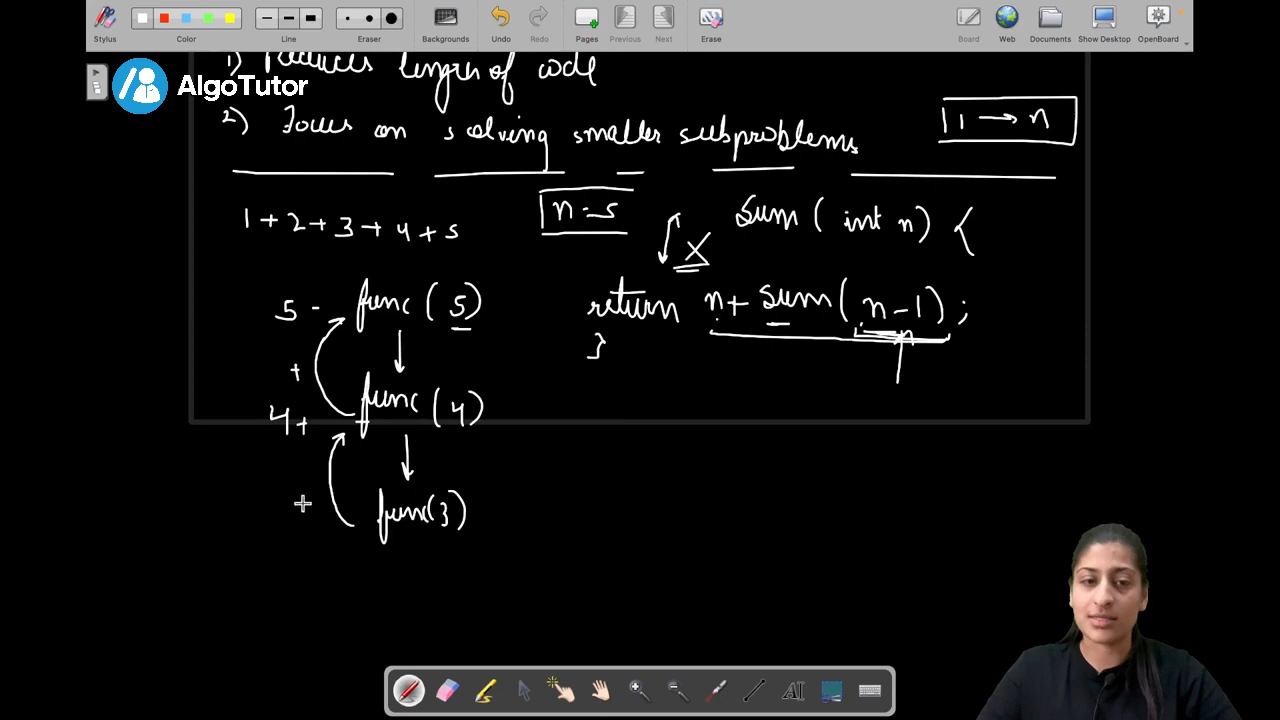 Stylus Color Line Eraser Backgrounds Undo Redo Pages Previous Next Erase Board Web Documents Show Desktop OpenBoard
1) Reduces length of code
AlgoTutor
2) Focus on solving smaller subproblems
1 → n
1 + 2 + 3 + 4 + 5
n = 5
sum ( int n) {
X
5 - func ( 5 )
return n + sum ( n - 1 ) ;
n
}
+
4 + func ( 4 )
func(3)